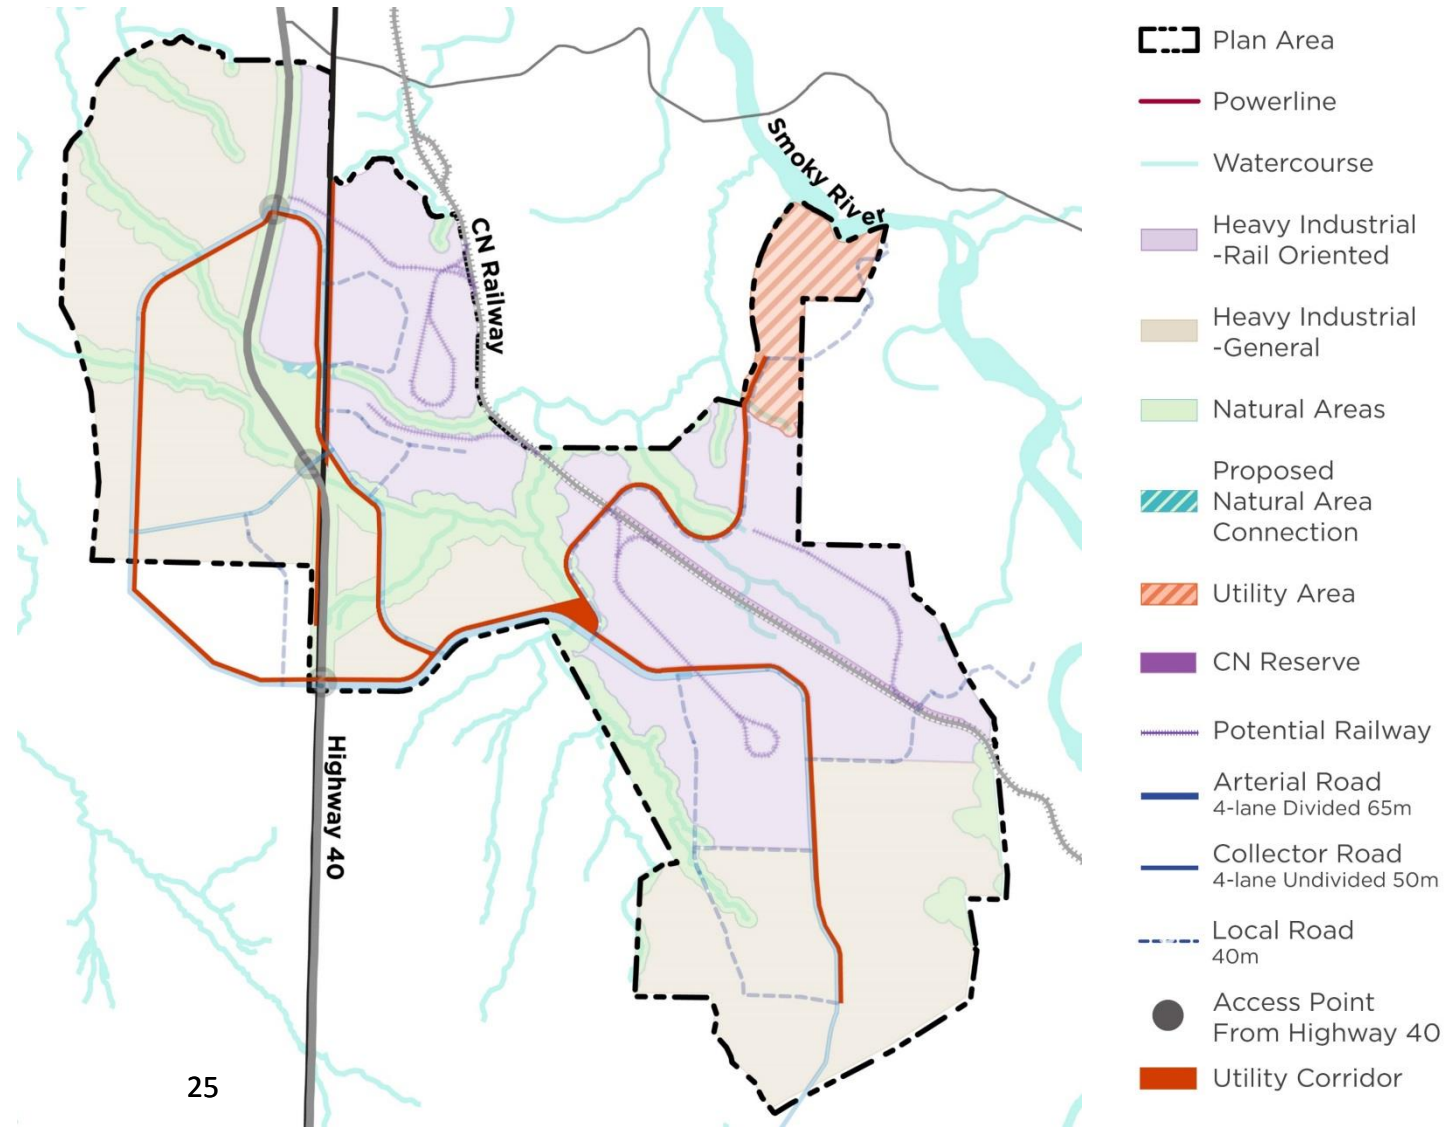 Smoky River
CN Railway
Highway 40
25
Plan Area
Powerline
Watercourse
Heavy Industrial
-Rail Oriented
Heavy Industrial
-General
Natural Areas
Proposed
Natural Area
Connection
Utility Area
CN Reserve
Potential Railway
Arterial Road
4-lane Divided 65m
Collector Road
4-lane Undivided 50m
Local Road
40m
Access Point
From Highway 40
Utility Corridor